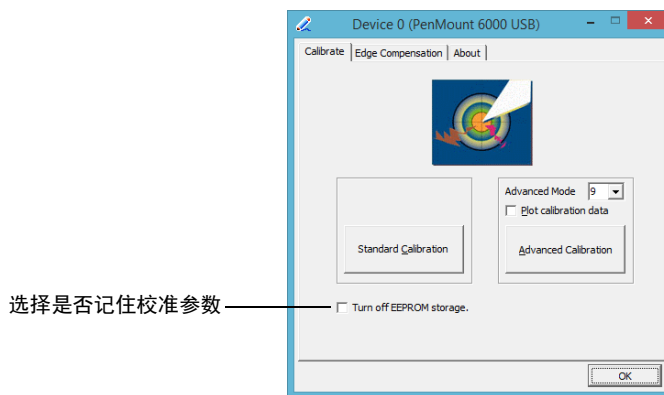 Device 0 (PenMount 6000 USB)
Calibrate Edge Compensation About
Advanced Mode 9
Plot calibration data
Standard Calibration
Advanced Calibration
选择是否记住校准参数
Turn off EEPROM storage.
OK